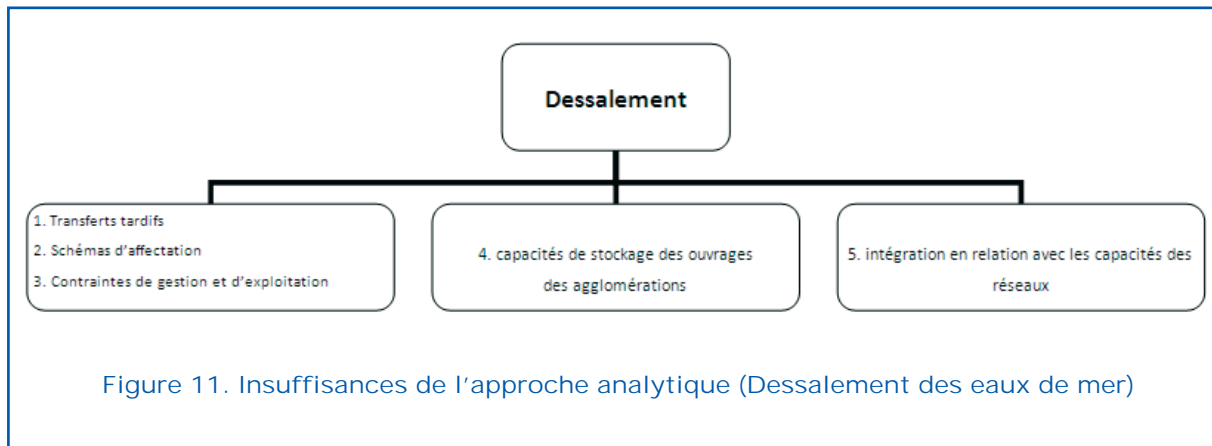 Dessalement
1. Transferts tardifs
2. Schémas d’affectation
3. Contraintes de gestion et d’exploitation
4. capacités de stockage des ouvrages
des agglomérations
5. intégration en relation avec les capacités des
réseaux
Figure 11. Insuffisances de l’approche analytique (Dessalement des eaux de mer)